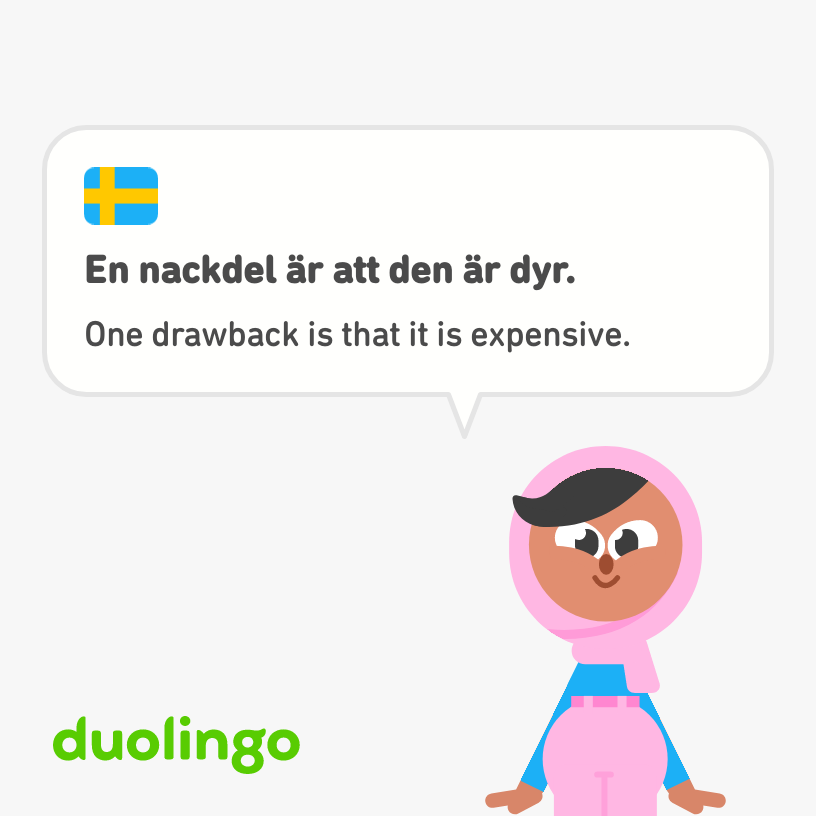 En nackdel är att den är dyr.
One drawback is that it is expensive.
duolingo